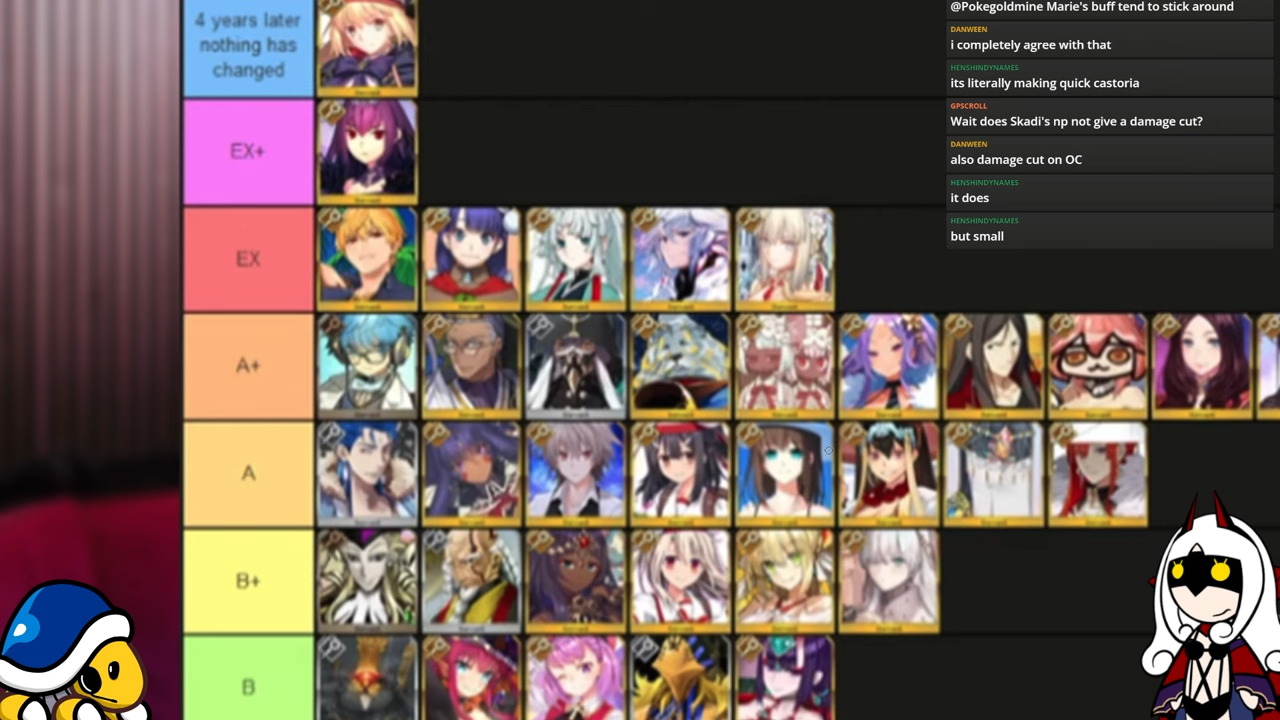 4 years later
nothing has
changed
EX+
EX
A+
A
B+
B
@Pokegoldmine Marie's buff tend to stick around
DANWEEN
i completely agree with that
HENSHINDYNAMES
its literally making quick castoria
GPSCROLL
Wait does Skadi's np not give a damage cut?
DANWEEN
also damage cut on OC
HENSHINDYNAMES
it does
HENSHINDYNAMES
but small